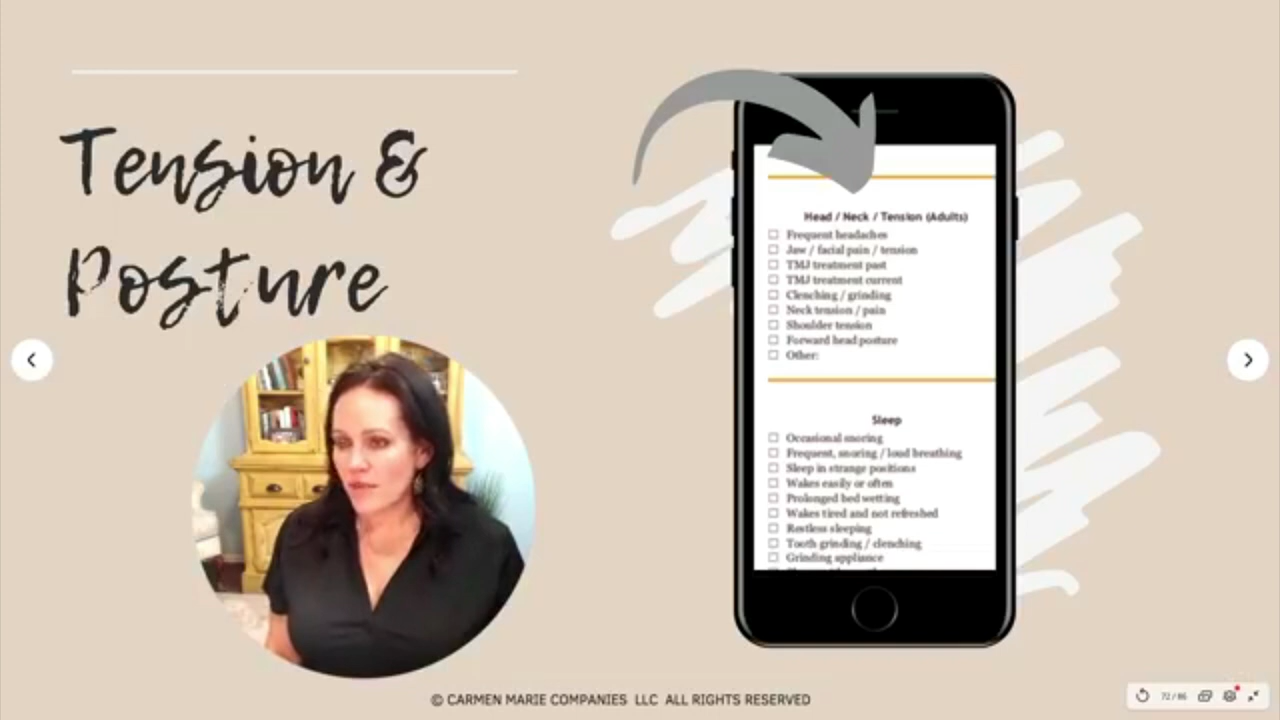 Tension &
Posture
Head / Neck / Tension (Adults)
☐ Frequent headaches
☐ Jaw / facial pain / tension
☐ TMJ treatment past
☐ TMJ treatment current
☐ Clenching / grinding
☐ Neck tension / pain
☐ Shoulder tension
☐ Forward head posture
☐ Other:
Sleep
☐ Occasional snoring
☐ Frequent, snoring / loud breathing
☐ Sleep in strange positions
☐ Wakes easily or often
☐ Prolonged bed wetting
☐ Wakes tired and not refreshed
☐ Restless sleeping
☐ Tooth grinding / clenching
☐ Grinding appliance
© CARMEN MARIE COMPANIES LLC ALL RIGHTS RESERVED
72 / 86